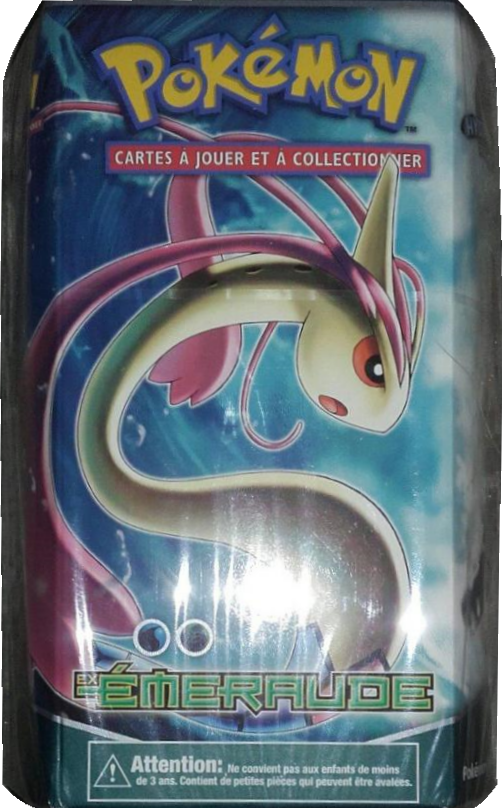 POKéMON™
CARTES À JOUER ET À COLLECTIONNER
EX
ÉMERAUDE
Attention: Ne convient pas aux enfants de moins
de 3 ans. Contient de petites pièces qui peuvent être avalées.